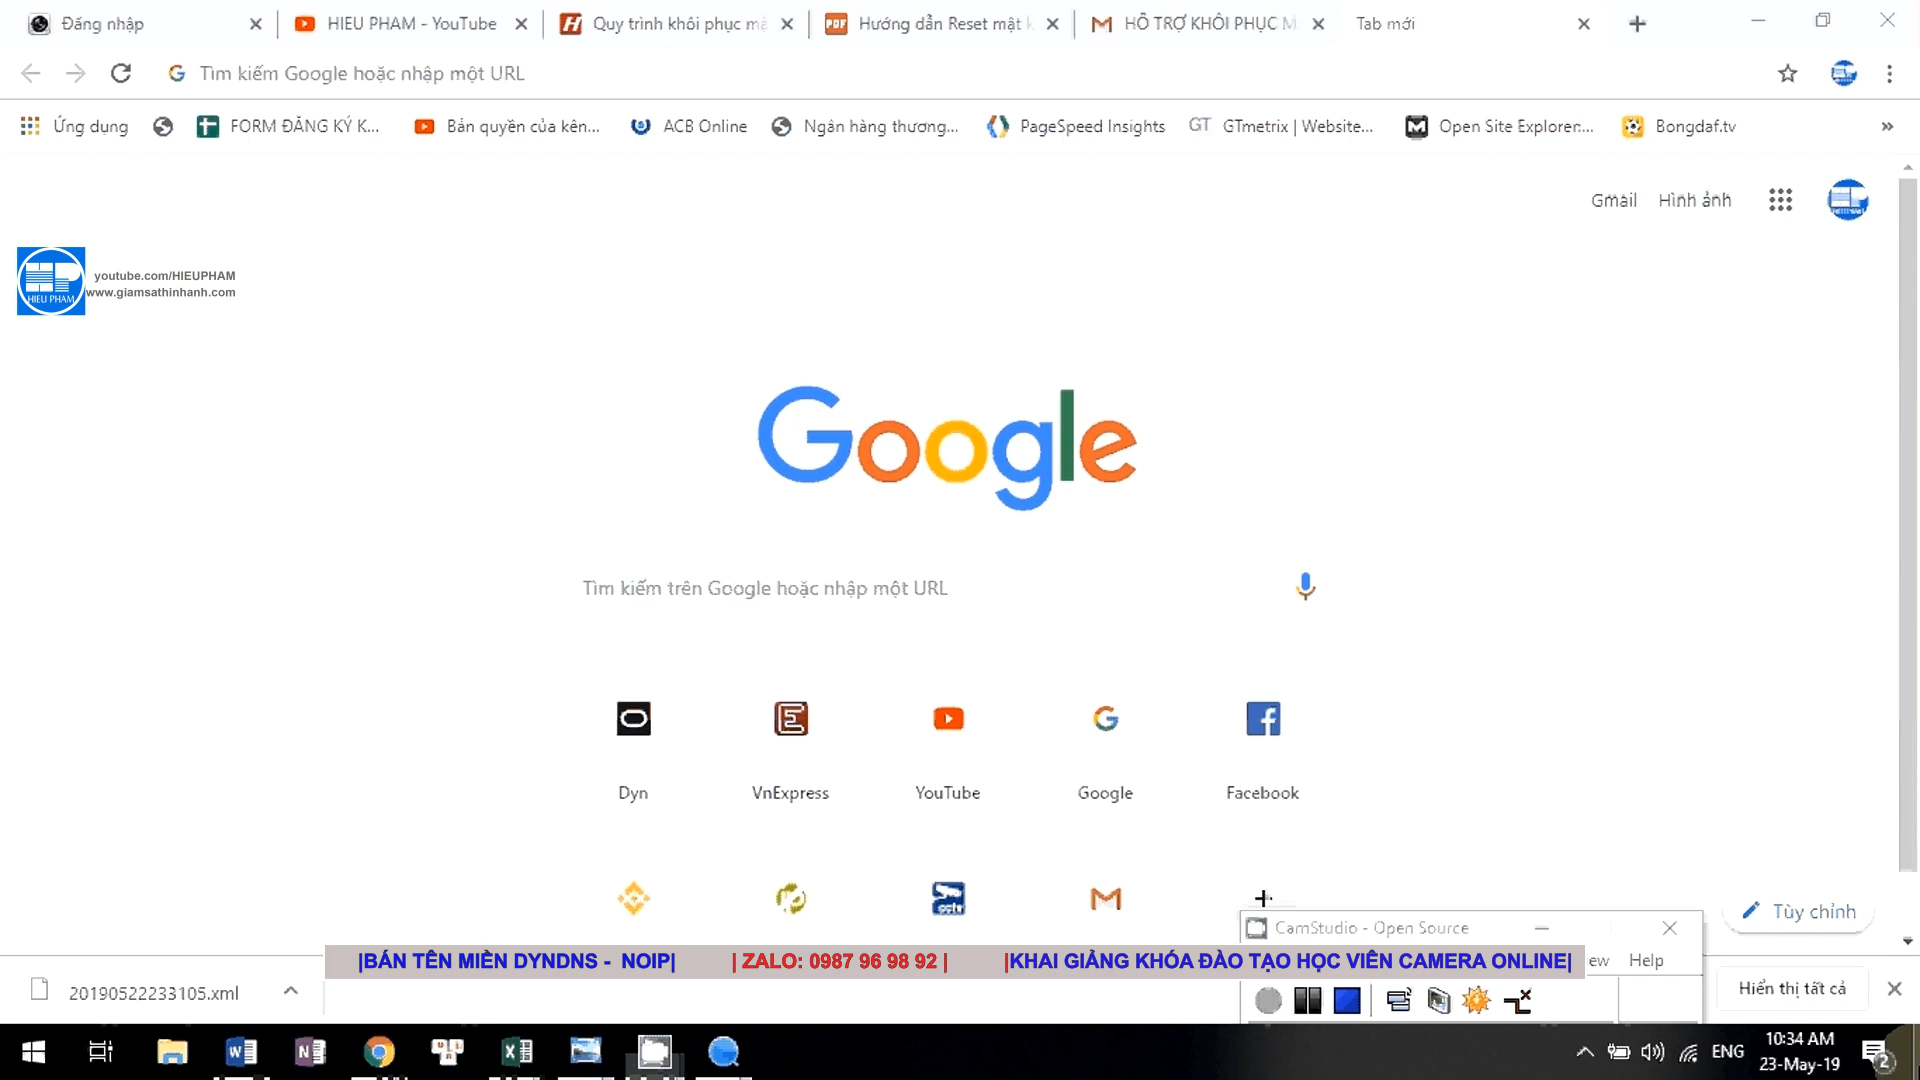 Đăng nhập
HIEU PHAM - YouTube
Quy trình khôi phục mậ
Hướng dẫn Reset mật k
HỖ TRỢ KHÔI PHỤC M
Tab mới
Tìm kiếm Google hoặc nhập một URL
Ứng dụng
FORM ĐĂNG KÝ K...
Bản quyền của kên...
ACB Online
Ngân hàng thương...
PageSpeed Insights
GT
GTmetrix | Website...
Open Site Explorer:...
Bongdaf.tv
Gmail
Hình ảnh
HIEU PHAM
youtube.com/HIEUPHAM
www.giamsathinhanh.com
Google
Tìm kiếm trên Google hoặc nhập một URL
Dyn
VnExpress
YouTube
Google
Facebook
Tùy chỉnh
CamStudio - Open Source
|BÁN TÊN MIỀN DYNDNS - NOIP|
| ZALO: 0987 96 98 92 |
|KHAI GIẢNG KHÓA ĐÀO TẠO HỌC VIÊN CAMERA ONLINE|
ew
Help
20190522233105.xml
Hiển thị tất cả
ENG
10:34 AM
23-May-19
2